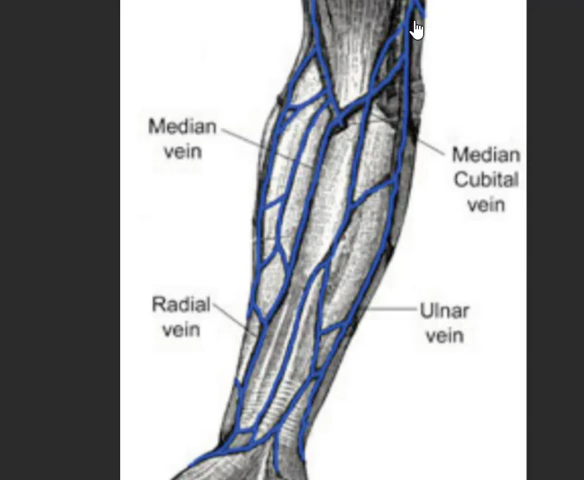 Median
vein
Median
Cubital
vein
Radial
vein
Ulnar
vein